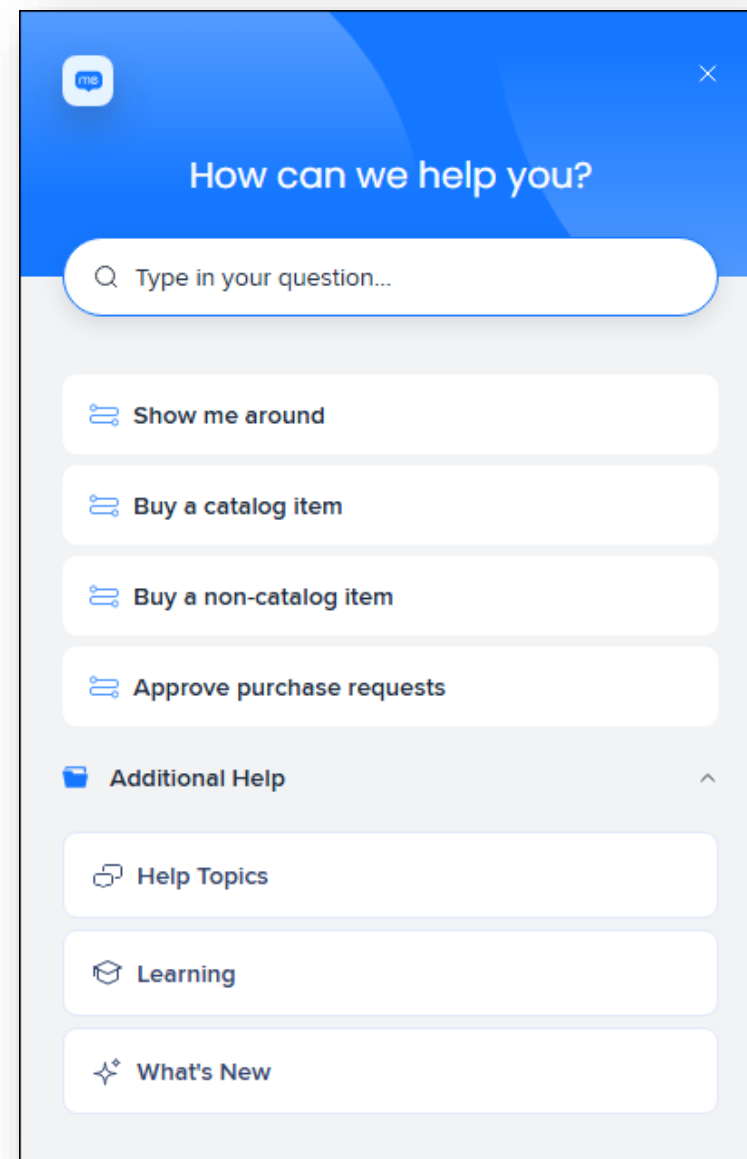 me
How can we help you?
Type in your question...
Show me around
Buy a catalog item
Buy a non-catalog item
Approve purchase requests
Additional Help
Help Topics
Learning
What's New